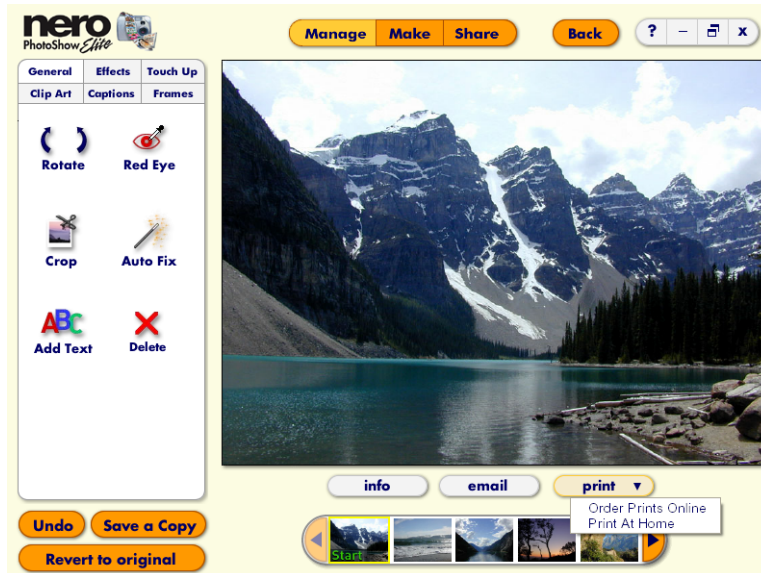 nero
PhotoShow Elite
Manage Make Share
Back
? – x
General Effects Touch Up
Clip Art Captions Frames
Rotate Red Eye
Crop Auto Fix
ABC
Add Text Delete
info email print
Order Prints Online
Print At Home
Start
Undo Save a Copy
Revert to original